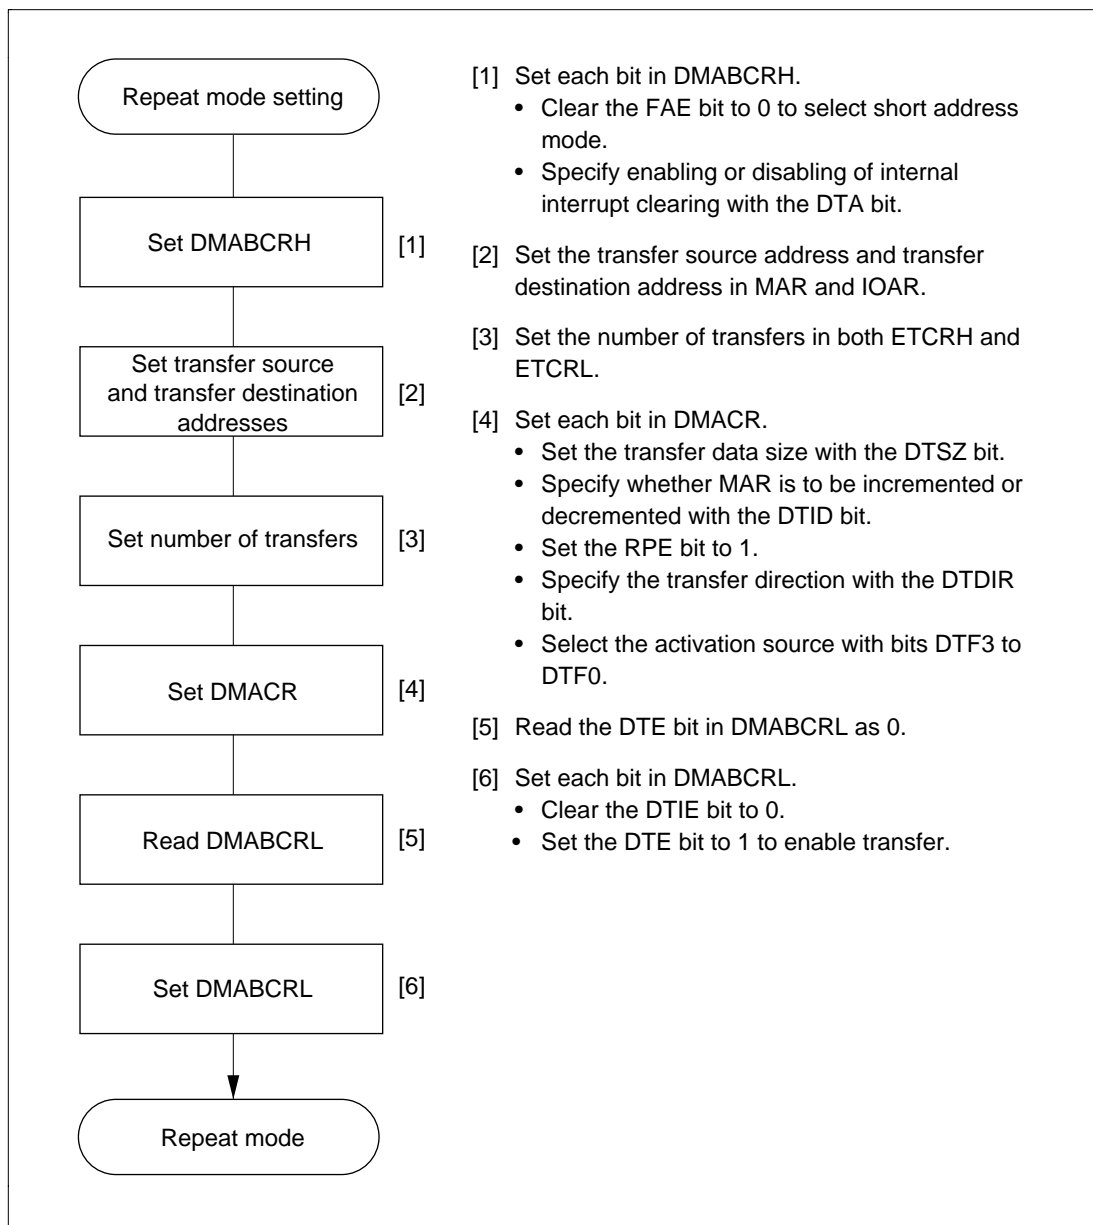 Repeat mode setting
Set DMABCRH [1]
Set transfer source
and transfer destination
addresses
[2]
Set number of transfers [3]
Set DMACR [4]
Read DMABCRL [5]
Set DMABCRL [6]
Repeat mode
[1] Set each bit in DMABCRH.
• Clear the FAE bit to 0 to select short address
mode.
• Specify enabling or disabling of internal
interrupt clearing with the DTA bit.
[2] Set the transfer source address and transfer
destination address in MAR and IOAR.
[3] Set the number of transfers in both ETCRH and
ETCRL.
[4] Set each bit in DMACR.
• Set the transfer data size with the DTSZ bit.
• Specify whether MAR is to be incremented or
decremented with the DTID bit.
• Set the RPE bit to 1.
• Specify the transfer direction with the DTDIR
bit.
• Select the activation source with bits DTF3 to
DTF0.
[5] Read the DTE bit in DMABCRL as 0.
[6] Set each bit in DMABCRL.
• Clear the DTIE bit to 0.
• Set the DTE bit to 1 to enable transfer.